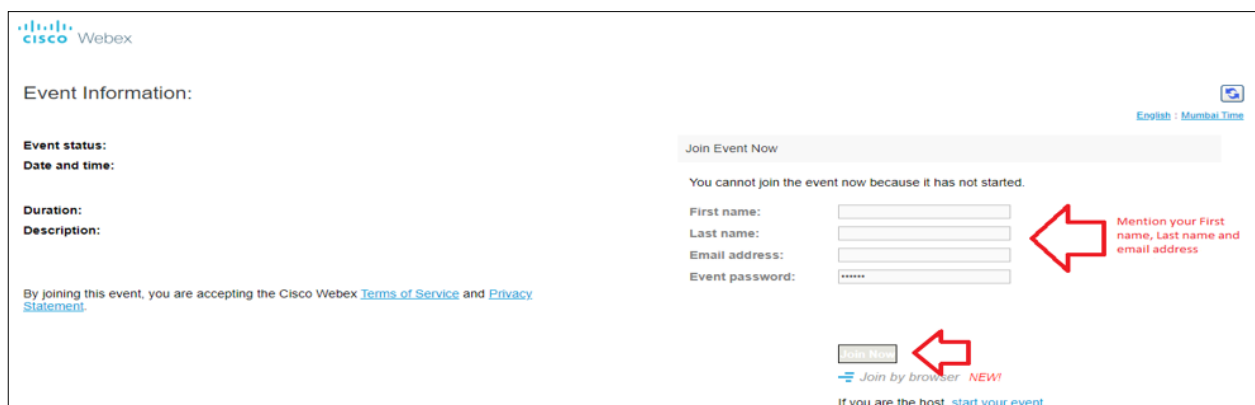 cisco Webex
Event Information:
English : Mumbai Time
Event status:
Date and time:
Duration:
Description:
By joining this event, you are accepting the Cisco Webex Terms of Service and Privacy
Statement.
Join Event Now
You cannot join the event now because it has not started.
First name:
Last name:
Email address:
Event password: ••••••
Mention your First
name, Last name and
email address
Join Now
Join by browser NEW!
If you are the host, start your event